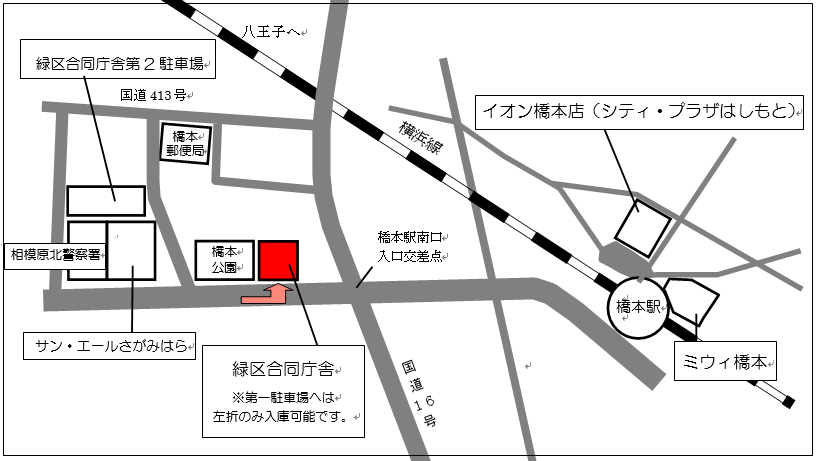 八王子へ
緑区合同庁舎第２駐車場
国道 413 号
イオン橋本店（シティ・プラザはしもと）
橋本
郵便局
横浜線
橋本駅南口
入口交差点
相模原北警察署
橋本
公園
橋本駅
サン・エールさがみはら
緑区合同庁舎
※第一駐車場へは
左折のみ入庫可能です。
国道１６号
ミウィ橋本